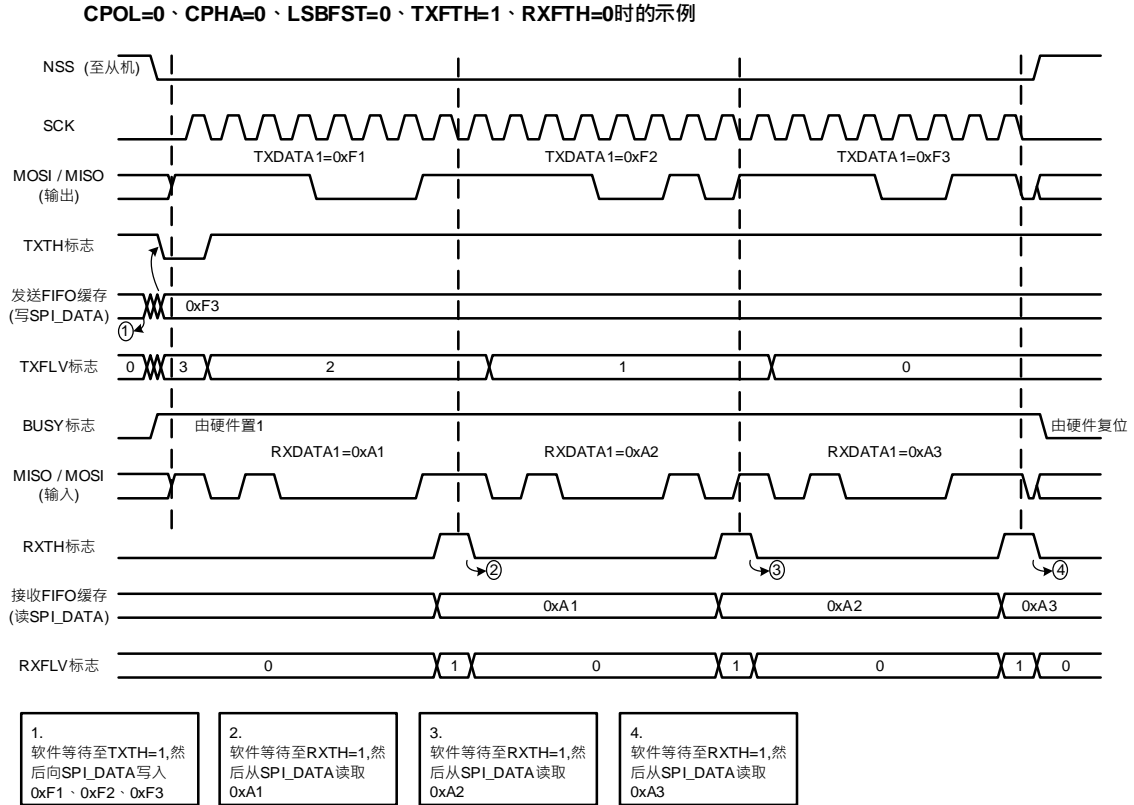 CPOL=0、CPHA=0、LSBFST=0、TXFTH=1、RXFTH=0时的示例
NSS (至从机)
SCK
TXDATA1=0xF1
TXDATA1=0xF2
TXDATA1=0xF3
MOSI / MISO
(输出)
TXTH标志
发送FIFO缓存
(写SPI_DATA)
0xF3
①
TXFLV标志
0
3
2
1
0
BUSY标志
由硬件置1
由硬件复位
RXDATA1=0xA1
RXDATA1=0xA2
RXDATA1=0xA3
MISO / MOSI
(输入)
RXTH标志
②
③
④
接收FIFO缓存
(读SPI_DATA)
0xA1
0xA2
0xA3
RXFLV标志
0
1
0
1
0
1
0
1.
软件等待至TXTH=1,然
后向SPI_DATA写入
0xF1、0xF2、0xF3
2.
软件等待至RXTH=1,然
后从SPI_DATA读取
0xA1
3.
软件等待至RXTH=1,然
后从SPI_DATA读取
0xA2
4.
软件等待至RXTH=1,然
后从SPI_DATA读取
0xA3